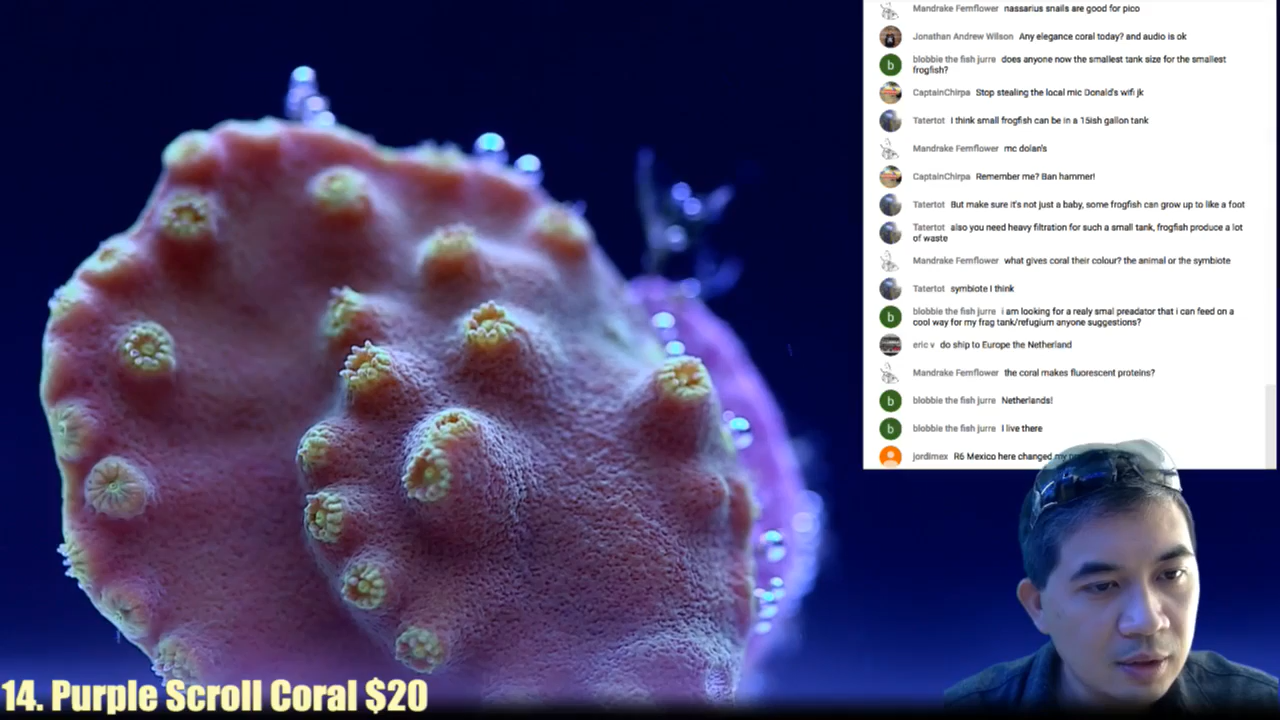 Mandrake Fernflower nassarius snails are good for pico
Jonathan Andrew Wilson Any elegance coral today? and audio is ok
b blobbie the fish jurre does anyone now the smallest tank size for the smallest
frogfish?
CaptainChirpa Stop stealing the local mic Donald's wifi jk
Tatertot I think small frogfish can be in a 15ish gallon tank
Mandrake Fernflower mc dolan's
CaptainChirpa Remember me? Ban hammer!
Tatertot But make sure it's not just a baby, some frogfish can grow up to like a foot
Tatertot also you need heavy filtration for such a small tank, frogfish produce a lot
of waste
Mandrake Fernflower what gives coral their colour? the animal or the symbiote
Tatertot symbiote I think
b blobbie the fish jurre i am looking for a realy smal preadator that i can feed on a
cool way for my frag tank/refugium anyone suggestions?
eric v do ship to Europe the Netherland
Mandrake Fernflower the coral makes fluorescent proteins?
b blobbie the fish jurre Netherlands!
b blobbie the fish jurre I live there
jordimex R6 Mexico here changed my
14. Purple Scroll Coral $20